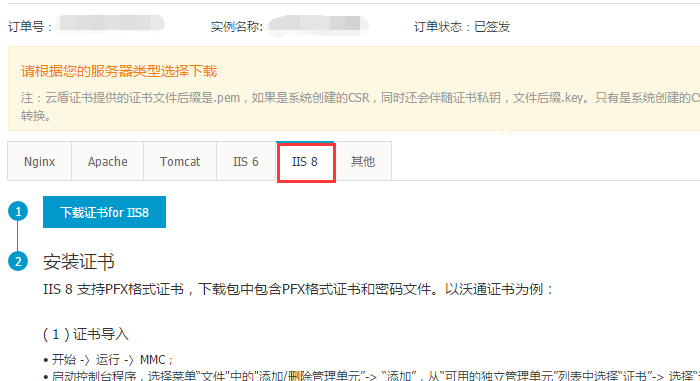 订单号： 实例名称: 订单状态：已签发
请根据您的服务器类型选择下载
注：云盾证书提供的证书文件后缀是.pem，如果是系统创建的CSR，同时还会伴随证书私钥，文件后缀.key。只有是系统创建的CS
转换。
Nginx Apache Tomcat IIS 6 IIS 8 其他
1 下载证书for IIS8
2 安装证书
IIS 8 支持PFX格式证书，下载包中包含PFX格式证书和密码文件。以沃通证书为例：
( 1 ) 证书导入
• 开始 -〉运行 -〉MMC；
• 启动控制台程序，选择菜单“文件"中的"添加/删除管理单元”-> “添加”，从“可用的独立管理单元”列表中选择“证书”-> 选择“